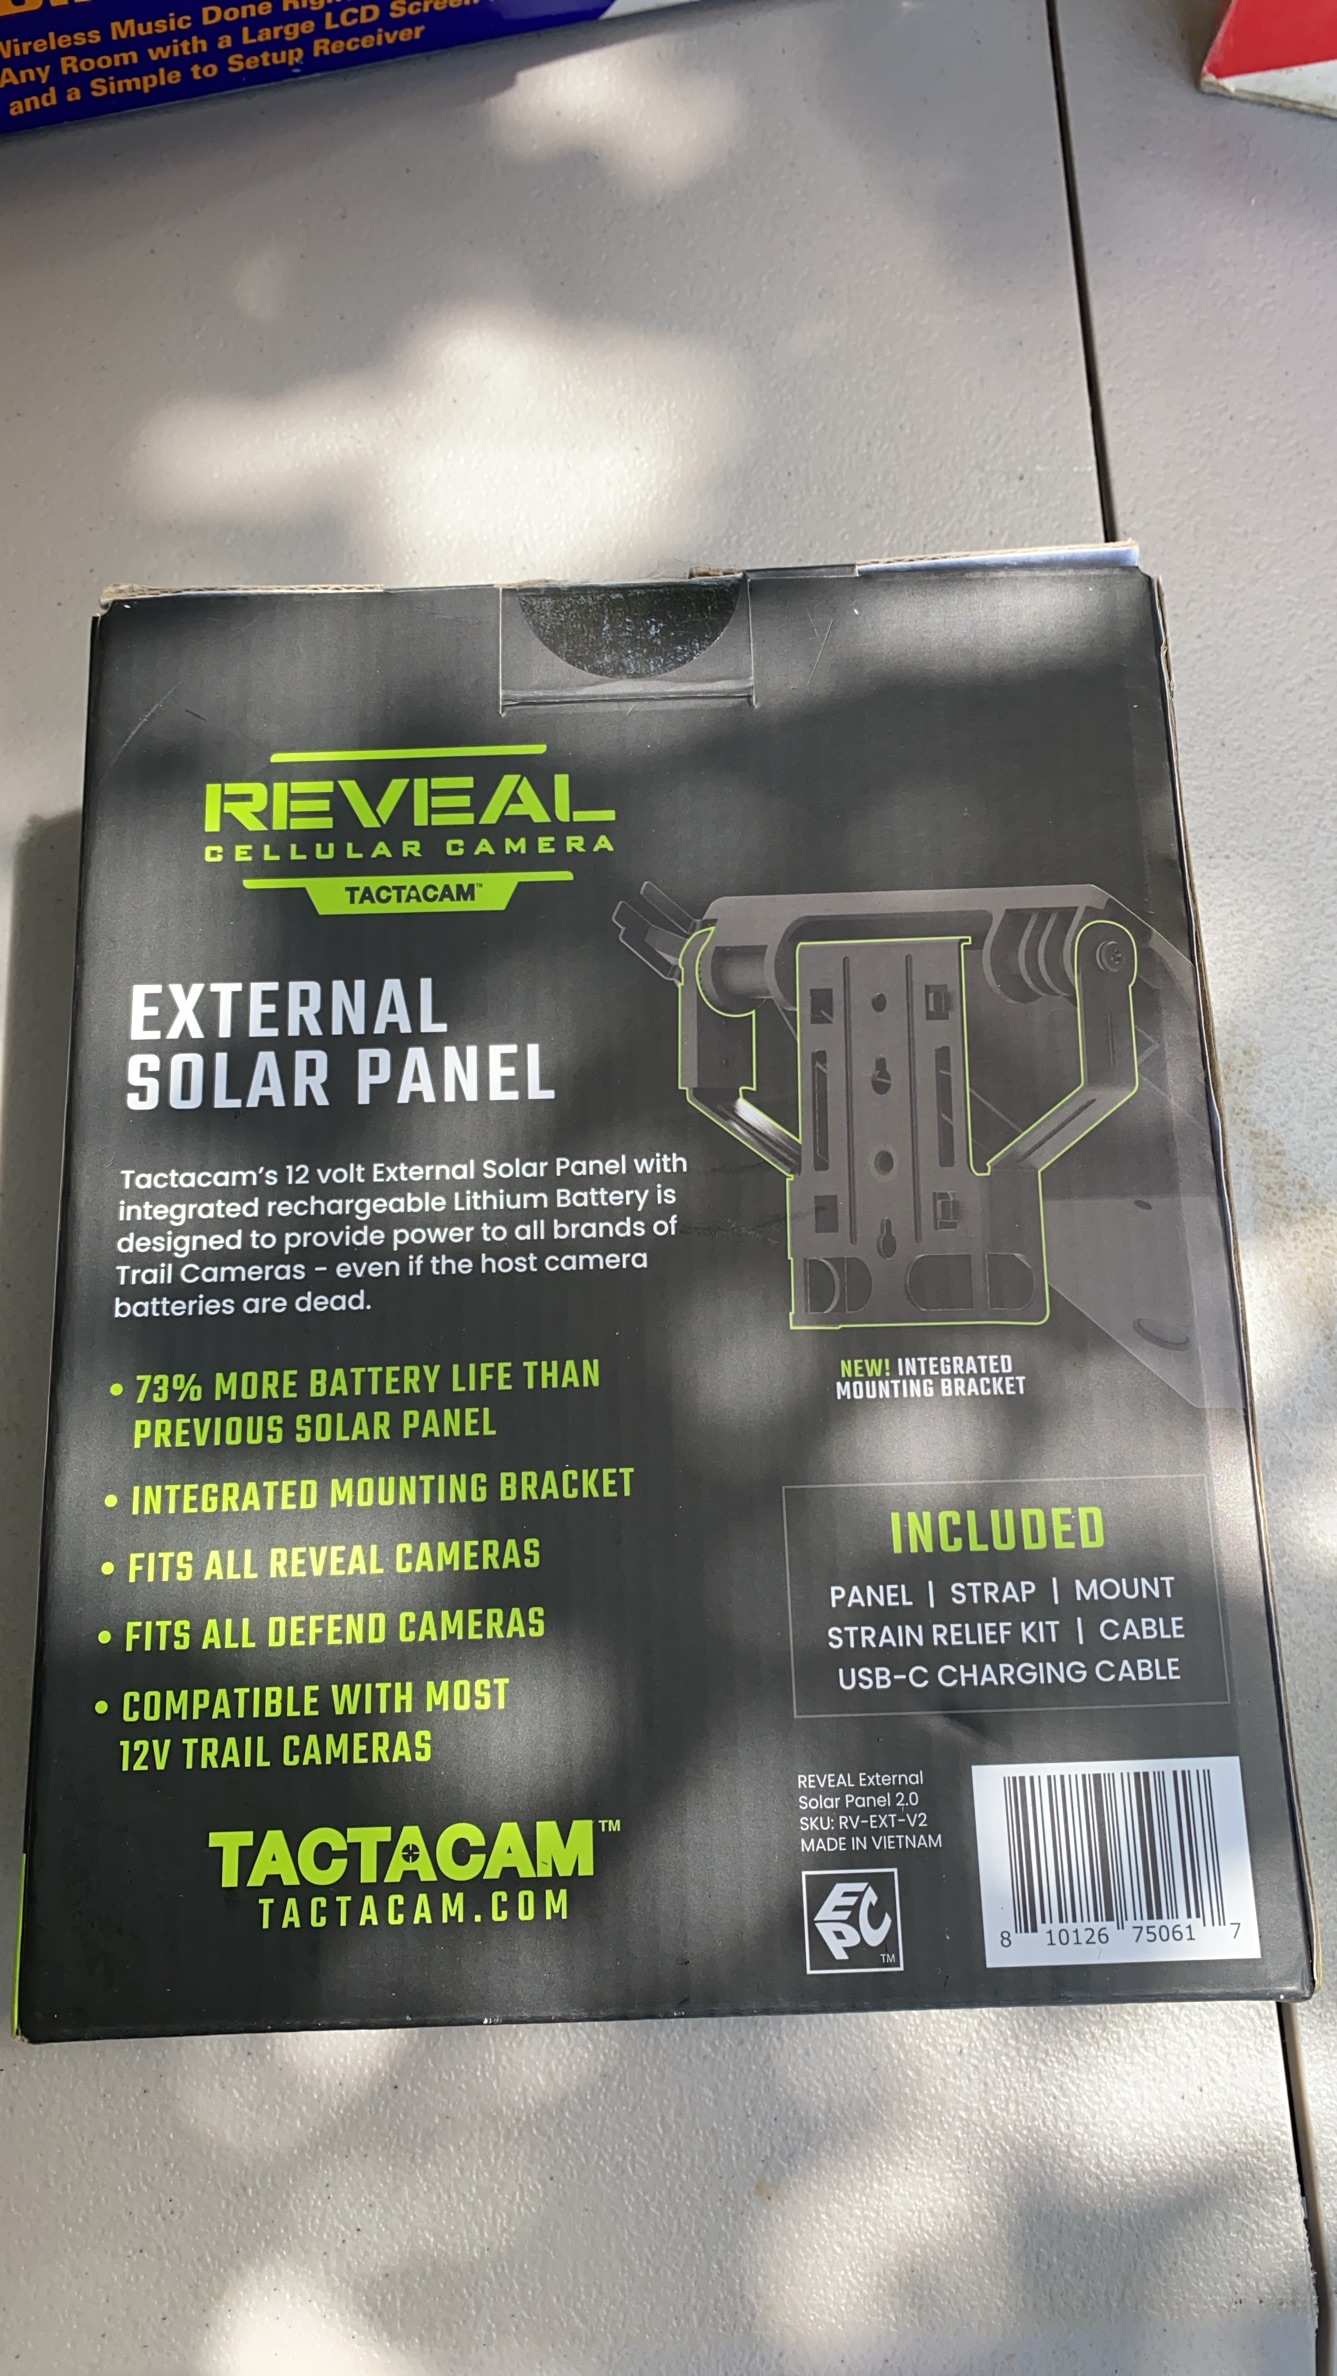 Wireless Music Done
Any Room with a Large LCD Screen
and a Simple to Setup Receiver
REVEAL
CELLULAR CAMERA
TACTACAM™
EXTERNAL
SOLAR PANEL
Tactacam's 12 volt External Solar Panel with
integrated rechargeable Lithium Battery is
designed to provide power to all brands of
Trail Cameras - even if the host camera
batteries are dead.
• 73% MORE BATTERY LIFE THAN
PREVIOUS SOLAR PANEL
• INTEGRATED MOUNTING BRACKET
• FITS ALL REVEAL CAMERAS
• FITS ALL DEFEND CAMERAS
• COMPATIBLE WITH MOST
12V TRAIL CAMERAS
TACTACAM™
TACTACAM.COM
NEW! INTEGRATED
MOUNTING BRACKET
INCLUDED
PANEL | STRAP | MOUNT
STRAIN RELIEF KIT | CABLE
USB-C CHARGING CABLE
REVEAL External
Solar Panel 2.0
SKU: RV-EXT-V2
MADE IN VIETNAM
EPC™
8 10126 75061 7